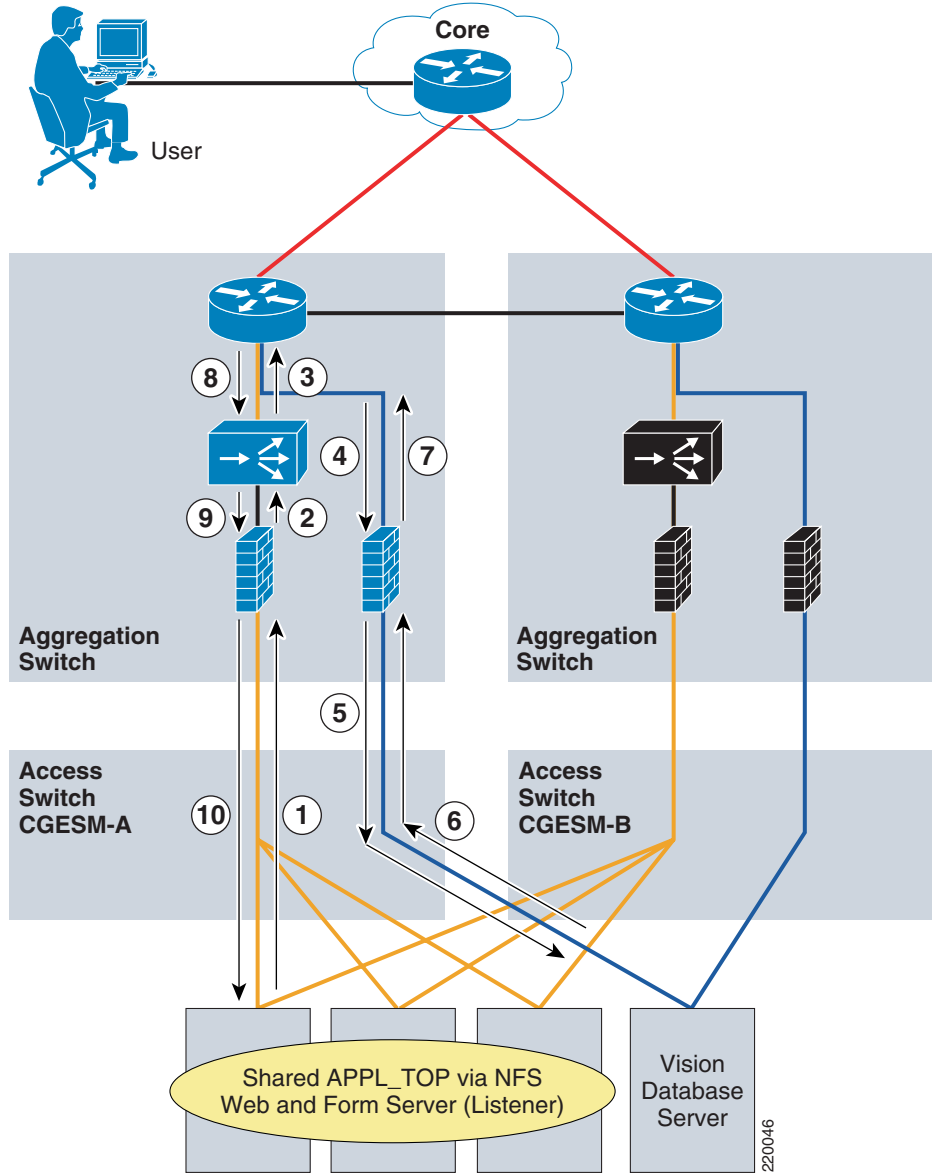 Core
User
8
3
4
7
9
2
Aggregation
Switch
Aggregation
Switch
5
Access
Switch
CGESM-A
Access
Switch
CGESM-B
10
1
6
Shared APPL_TOP via NFS
Web and Form Server (Listener)
Vision
Database
Server
220046